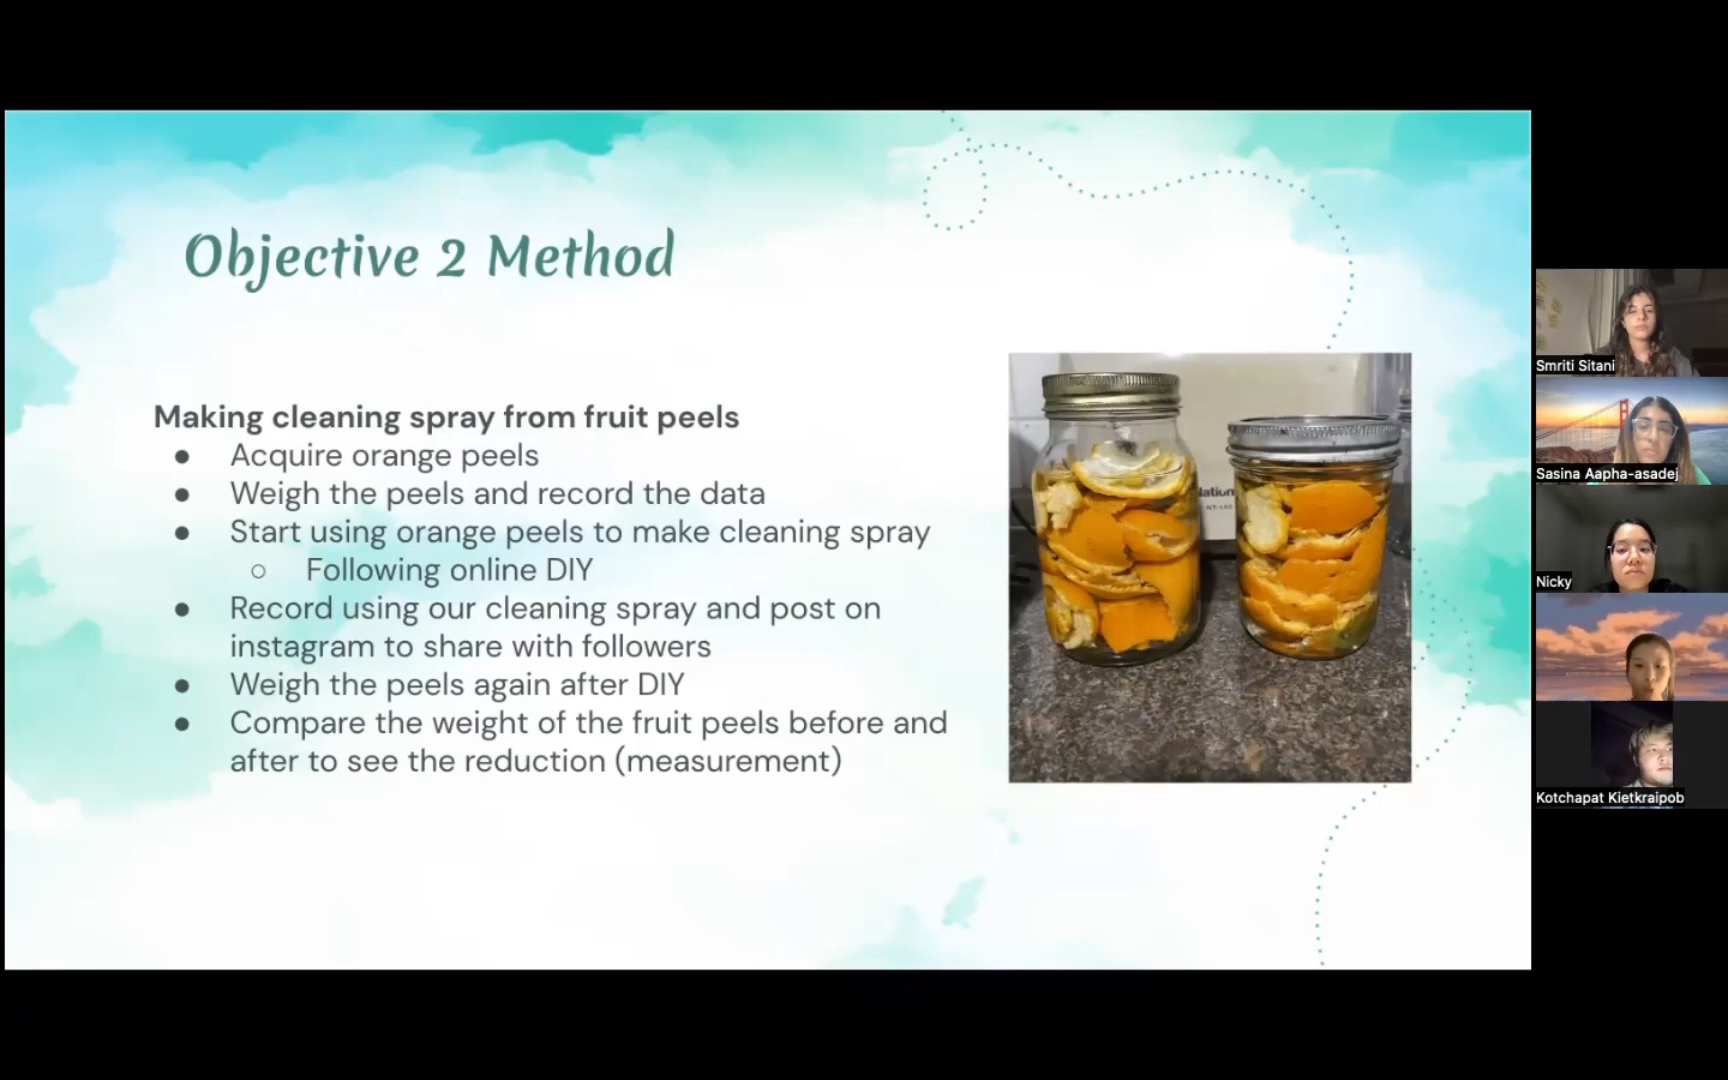 Objective 2 Method
Making cleaning spray from fruit peels
● Acquire orange peels
● Weigh the peels and record the data
● Start using orange peels to make cleaning spray
○ Following online DIY
● Record using our cleaning spray and post on
instagram to share with followers
● Weigh the peels again after DIY
● Compare the weight of the fruit peels before and
after to see the reduction (measurement)
Smriti Sitani
Sasina Aapha-asadej
Nicky
Kotchapat Kietkraipob